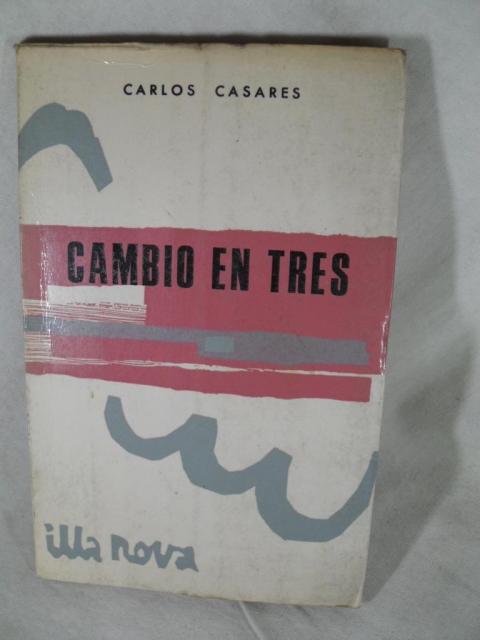 CARLOS CASARES
CAMBIO EN TRES
illa nova